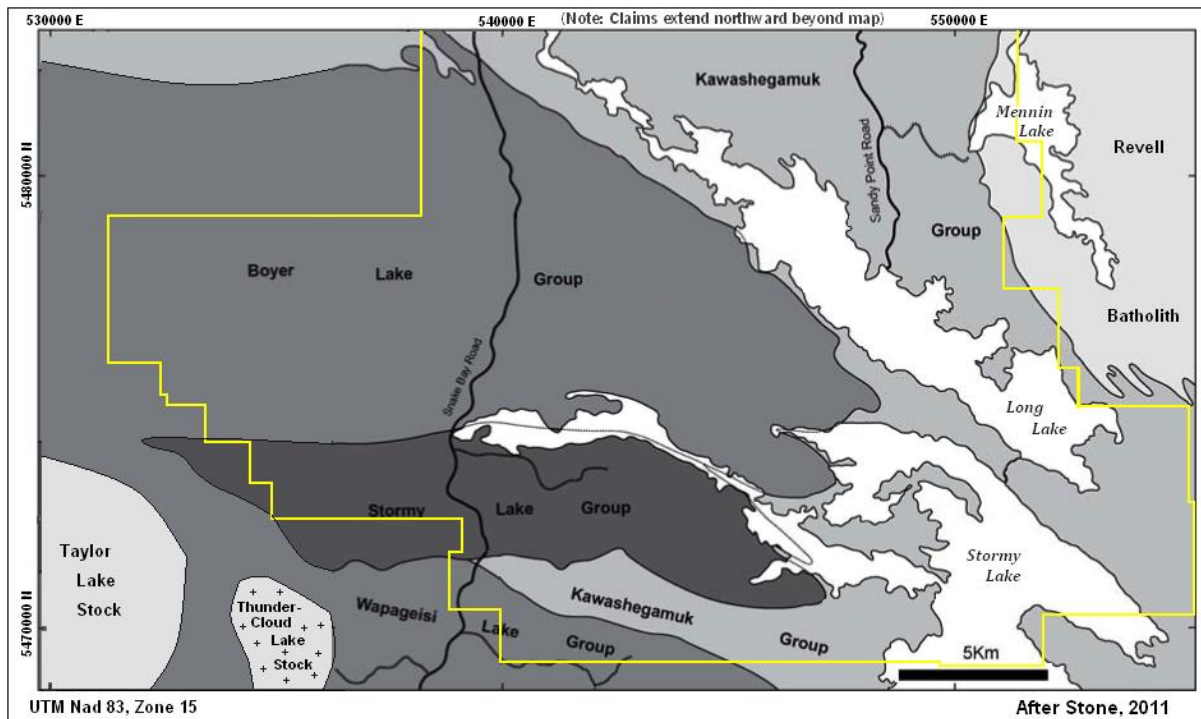 530000 E
540000 E
(Note: Claims extend northward beyond map)
550000 E
Kawashegamuk
Mennin
Lake
Revell
5480000 N
Sandy Point Road
Group
Boyer
Lake
Group
Batholith
Snake Bay Road
Long
Lake
Stormy
Lake
Group
Taylor
Lake
Stock
Stormy
Lake
Thunder-
Cloud
Lake
Stock
Wapageisi
Lake
Group
Kawashegamuk
Group
5470000 N
5Km
UTM Nad 83, Zone 15
After Stone, 2011